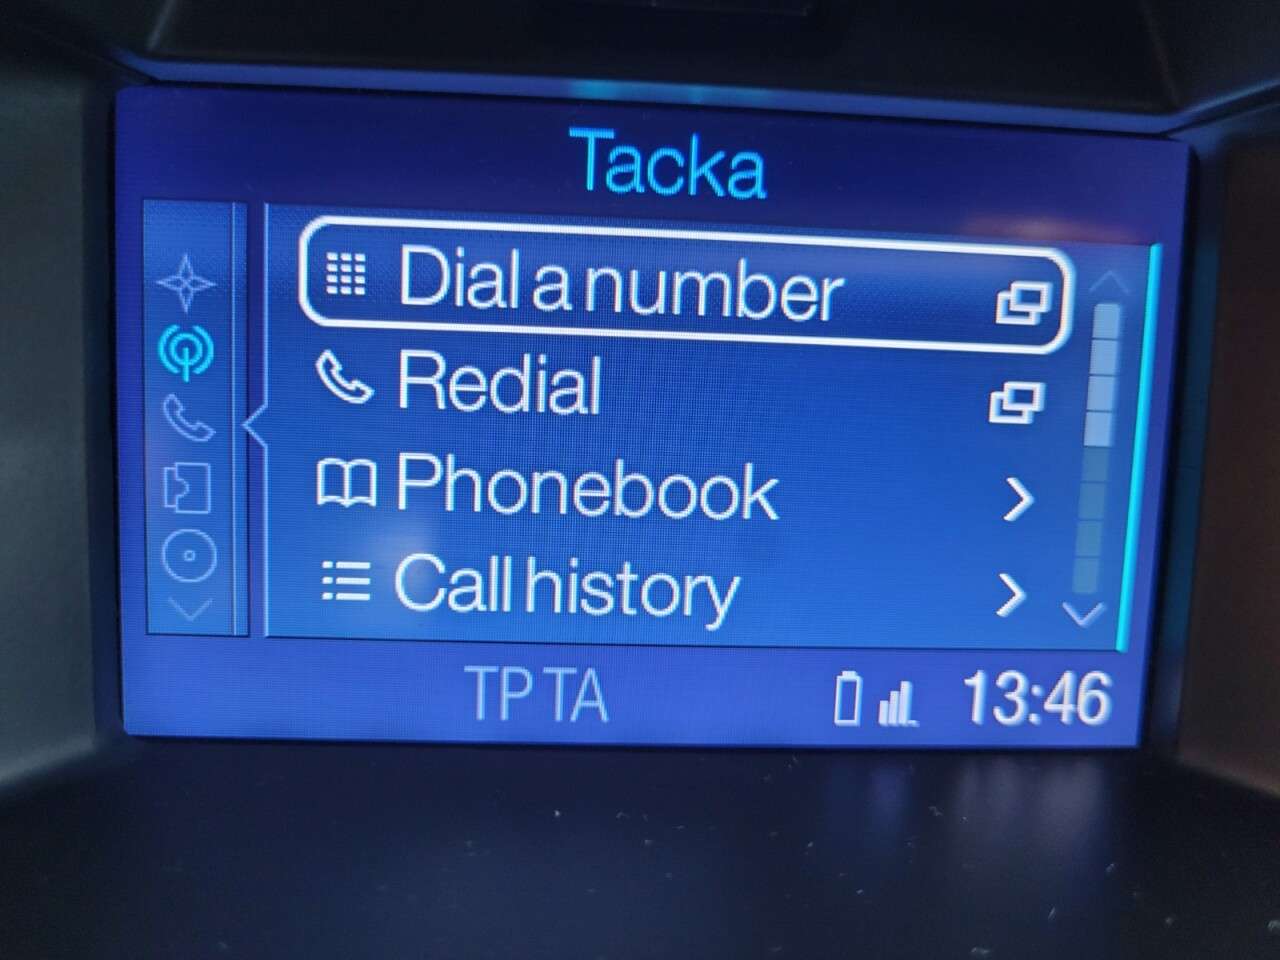 Tacka
Dial a number
Redial
Phonebook
Call history
TP TA 13:46